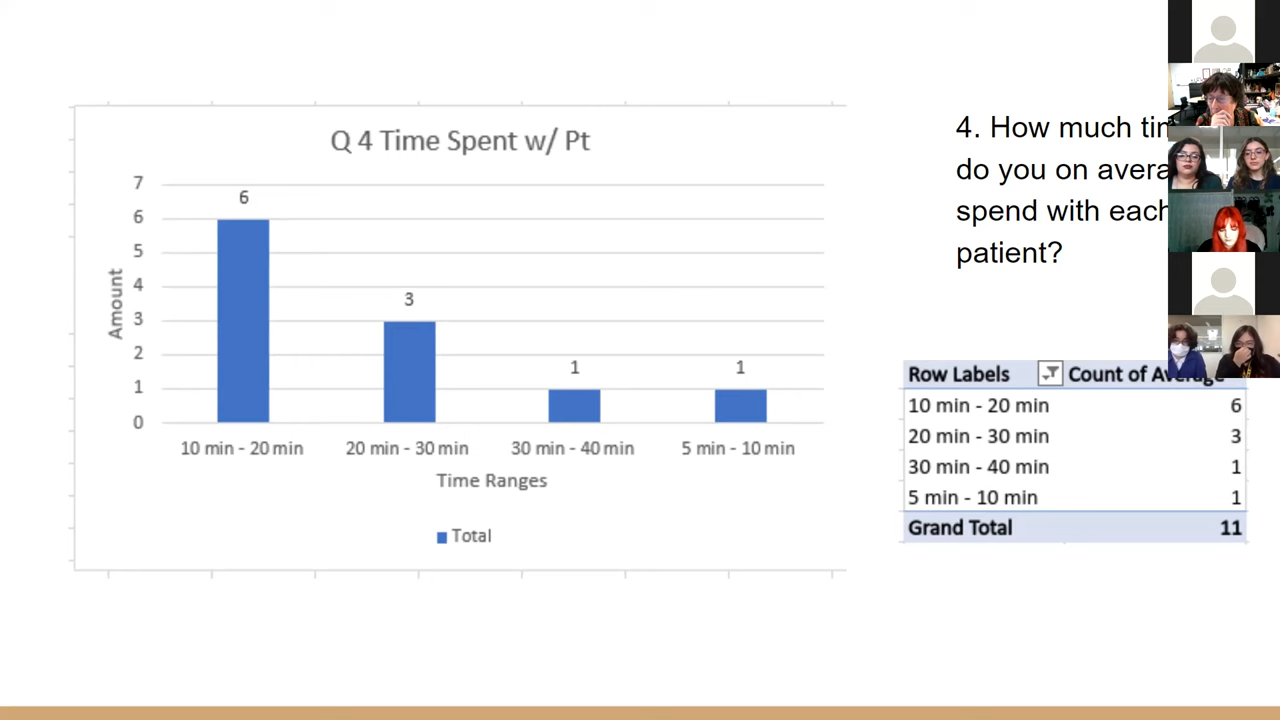 Q 4 Time Spent w/ Pt
7
6
5
4
3
2
1
0
Amount
6
3
1
1
10 min - 20 min
20 min - 30 min
30 min - 40 min
5 min - 10 min
Time Ranges
Total
4. How much
do you on
spend with each
patient?
Row Labels Count of Average
10 min - 20 min 6
20 min - 30 min 3
30 min - 40 min 1
5 min - 10 min 1
Grand Total 11